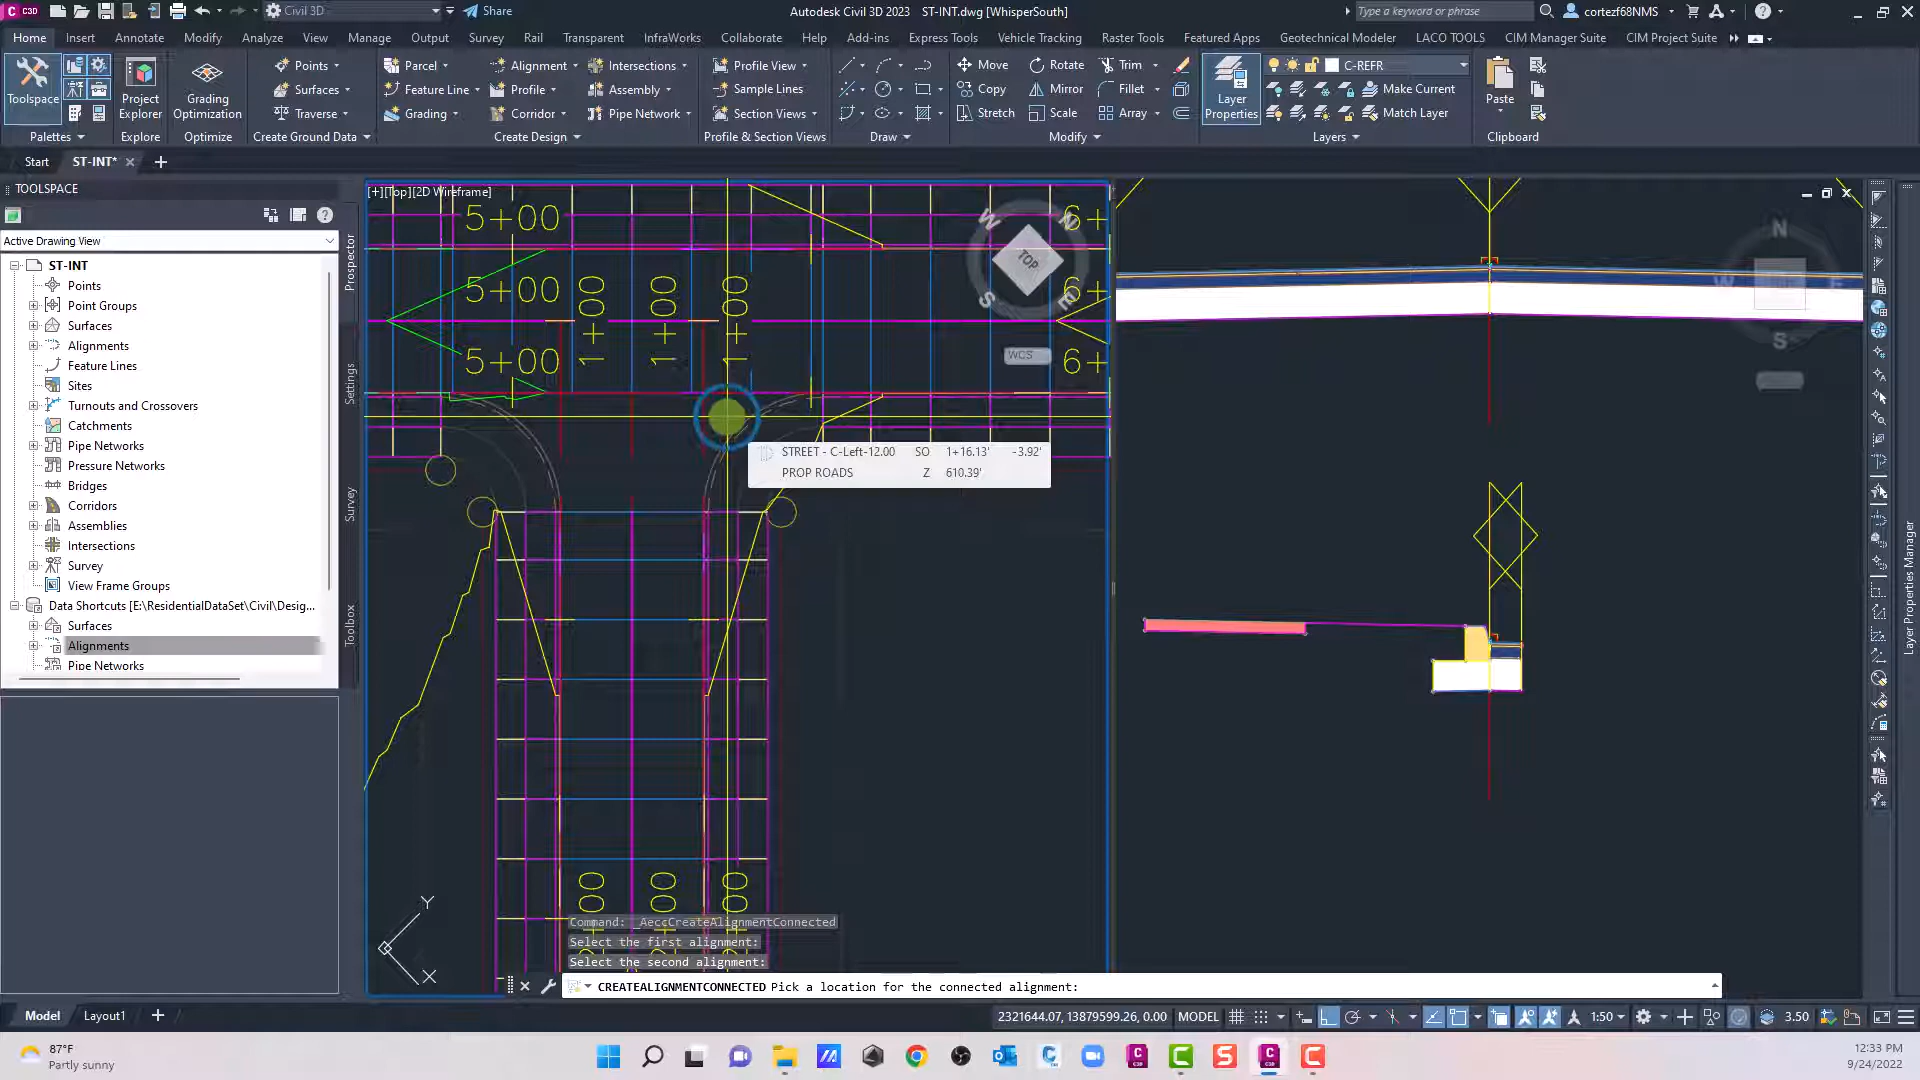 C3D
Civil 3D
Share
Autodesk Civil 3D 2023 ST-INT.dwg [WhisperSouth]
Type a keyword or phrase
cortezf68NMS
Home Insert Annotate Modify Analyze View Manage Output Survey Rail Transparent InfraWorks Collaborate Help Add-ins Express Tools Vehicle Tracking Raster Tools Featured Apps Geotechnical Modeler LACO TOOLS CIM Manager Suite CIM Project Suite
Toolspace
Project Explorer
Grading Optimization
Points
Surfaces
Traverse
Parcel
Feature Line
Grading
Alignment
Profile
Corridor
Intersections
Assembly
Pipe Network
Profile View
Sample Lines
Section Views
Move
Copy
Stretch
Rotate
Mirror
Scale
Trim
Fillet
Array
Layer Properties
C-REFR
Make Current
Match Layer
Paste
Palettes Explore Optimize Create Ground Data Create Design Profile & Section Views Draw Modify Layers Clipboard
Start ST-INT*
TOOLSPACE
Active Drawing View
ST-INT
Points
Point Groups
Surfaces
Alignments
Feature Lines
Sites
Turnouts and Crossovers
Catchments
Pipe Networks
Pressure Networks
Bridges
Corridors
Assemblies
Intersections
Survey
View Frame Groups
Data Shortcuts [E:\ResidentialDataSet\Civil\Desig...
Surfaces
Alignments
Pipe Networks
Prospector
Settings
Survey
Toolbox
[+][Top][2D Wireframe]
5+00
5+00
5+00
1+00
1+00
1+00
6+
6+
6+
N
W
E
S
TOP
WCS
N
W
E
S
STREET - C-Left-12.00 SO 1+16.13' -3.92'
PROP ROADS Z 610.39'
Y
X
Command: _AeccCreateAlignmentConnected
Select the first alignment:
Select the second alignment:
CREATEALIGNMENTCONNECTED Pick a location for the connected alignment:
Layer Properties Manager
Model Layout1
2321644.07, 13879599.26, 0.00 MODEL
1:50
3.50
87°F
Partly sunny
12:33 PM
9/24/2022